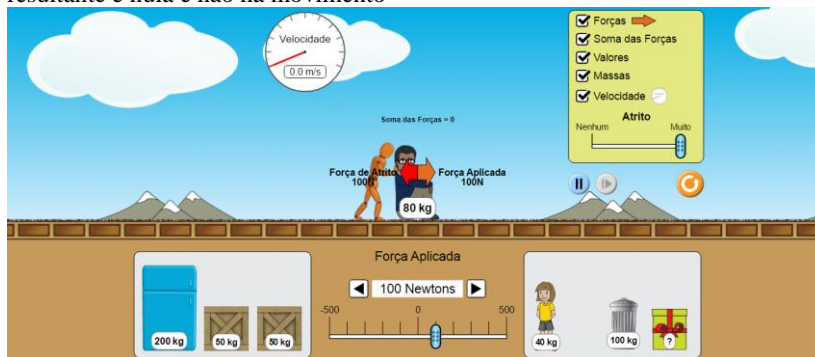 resultante é nula e não há movimento
Velocidade
0.0 m/s
Forças
Soma das Forças
Valores
Massas
Velocidade
Atrito
Nenhum
Muito
Soma das Forças = 0
Força de Atrito
100N
Força Aplicada
100N
80 kg
Força Aplicada
100 Newtons
-500
0
500
200 kg
50 kg
50 kg
40 kg
100 kg
?